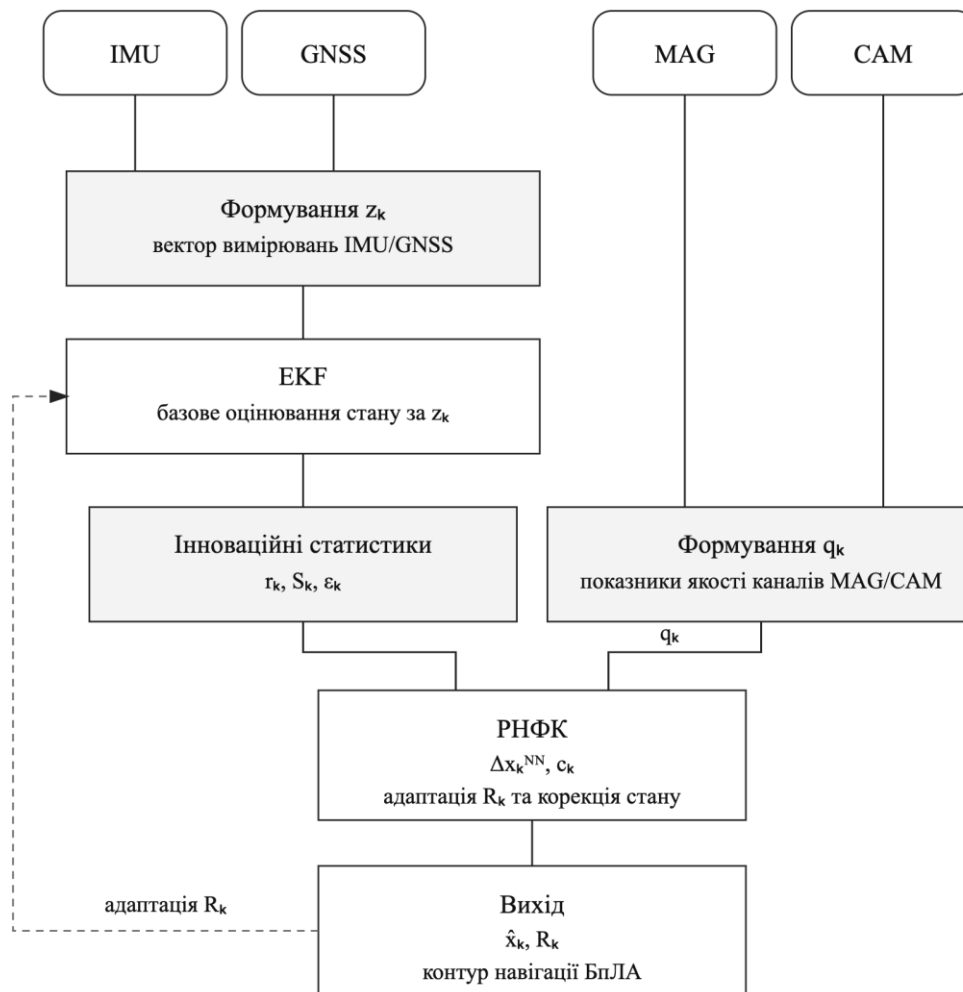 IMU
GNSS
MAG
CAM
Формування zₖ
вектор вимірювань IMU/GNSS
EKF
базове оцінювання стану за zₖ
Інноваційні статистики
rₖ, Sₖ, εₖ
Формування qₖ
показники якості каналів MAG/CAM
qₖ
РНФК
Δxₖᴺᴺ, cₖ
адаптація Rₖ та корекція стану
адаптація Rₖ
Вихід
x̂ₖ, Rₖ
контур навігації БпЛА